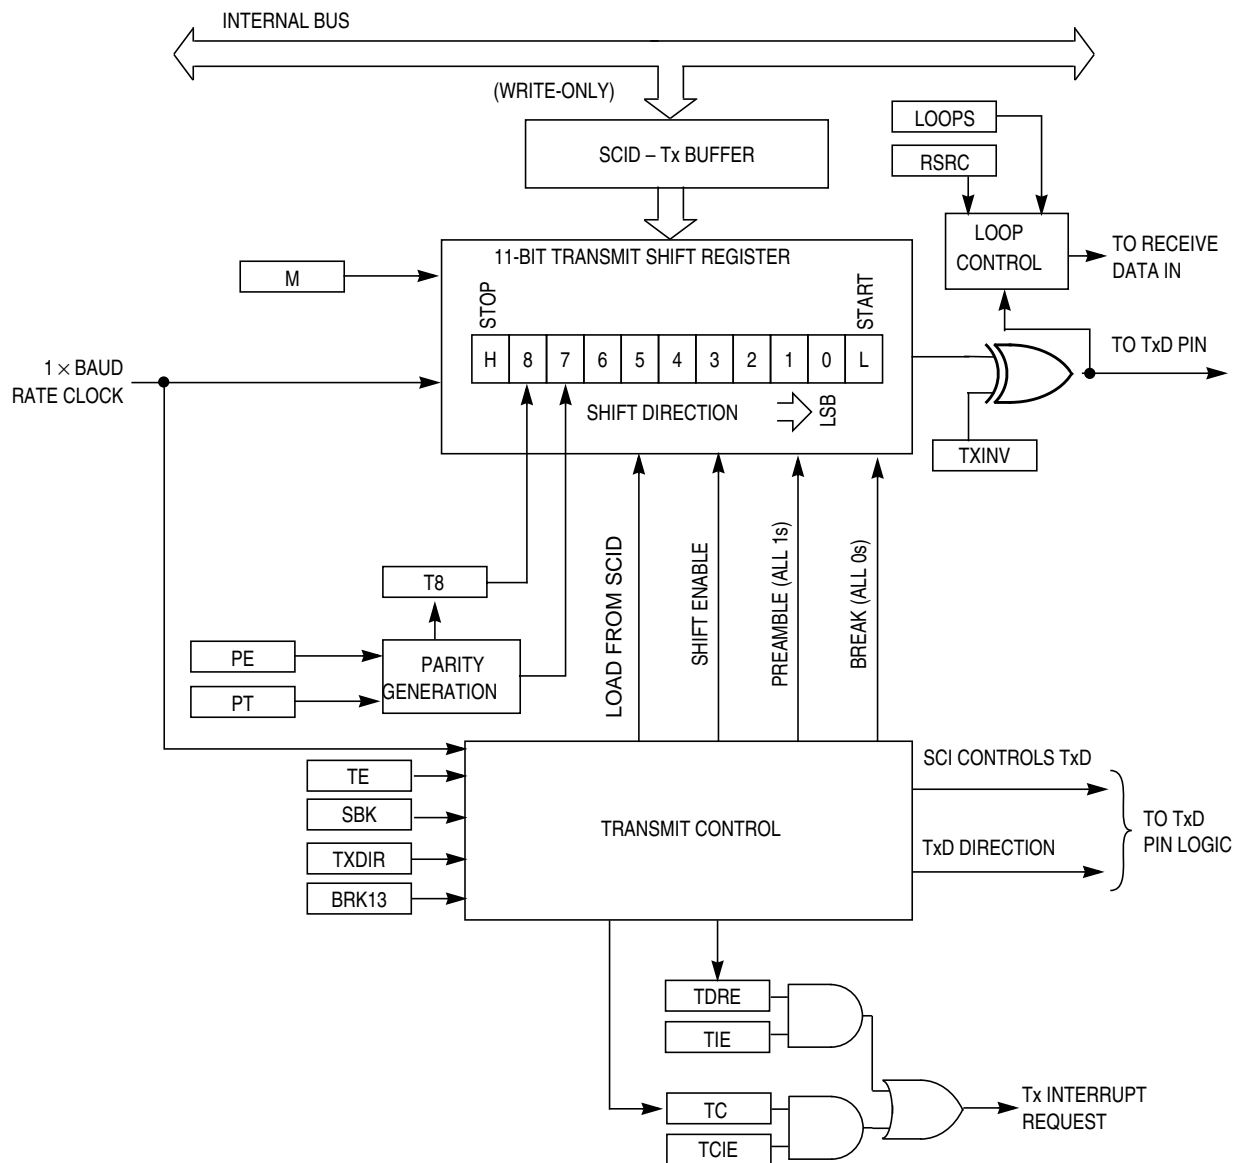 INTERNAL BUS
(WRITE-ONLY)
SCID – Tx BUFFER
LOOPS
RSRC
LOOP
CONTROL
TO RECEIVE
DATA IN
11-BIT TRANSMIT SHIFT REGISTER
M
STOP
START
H 8 7 6 5 4 3 2 1 0 L
1 × BAUD
RATE CLOCK
TO TxD PIN
SHIFT DIRECTION
LSB
TXINV
T8
LOAD FROM SCID
SHIFT ENABLE
PREAMBLE (ALL 1s)
BREAK (ALL 0s)
PE
PT
PARITY
GENERATION
TE
SBK
TXDIR
BRK13
TRANSMIT CONTROL
SCI CONTROLS TxD
TxD DIRECTION
TO TxD
PIN LOGIC
TDRE
TIE
TC
TCIE
Tx INTERRUPT
REQUEST